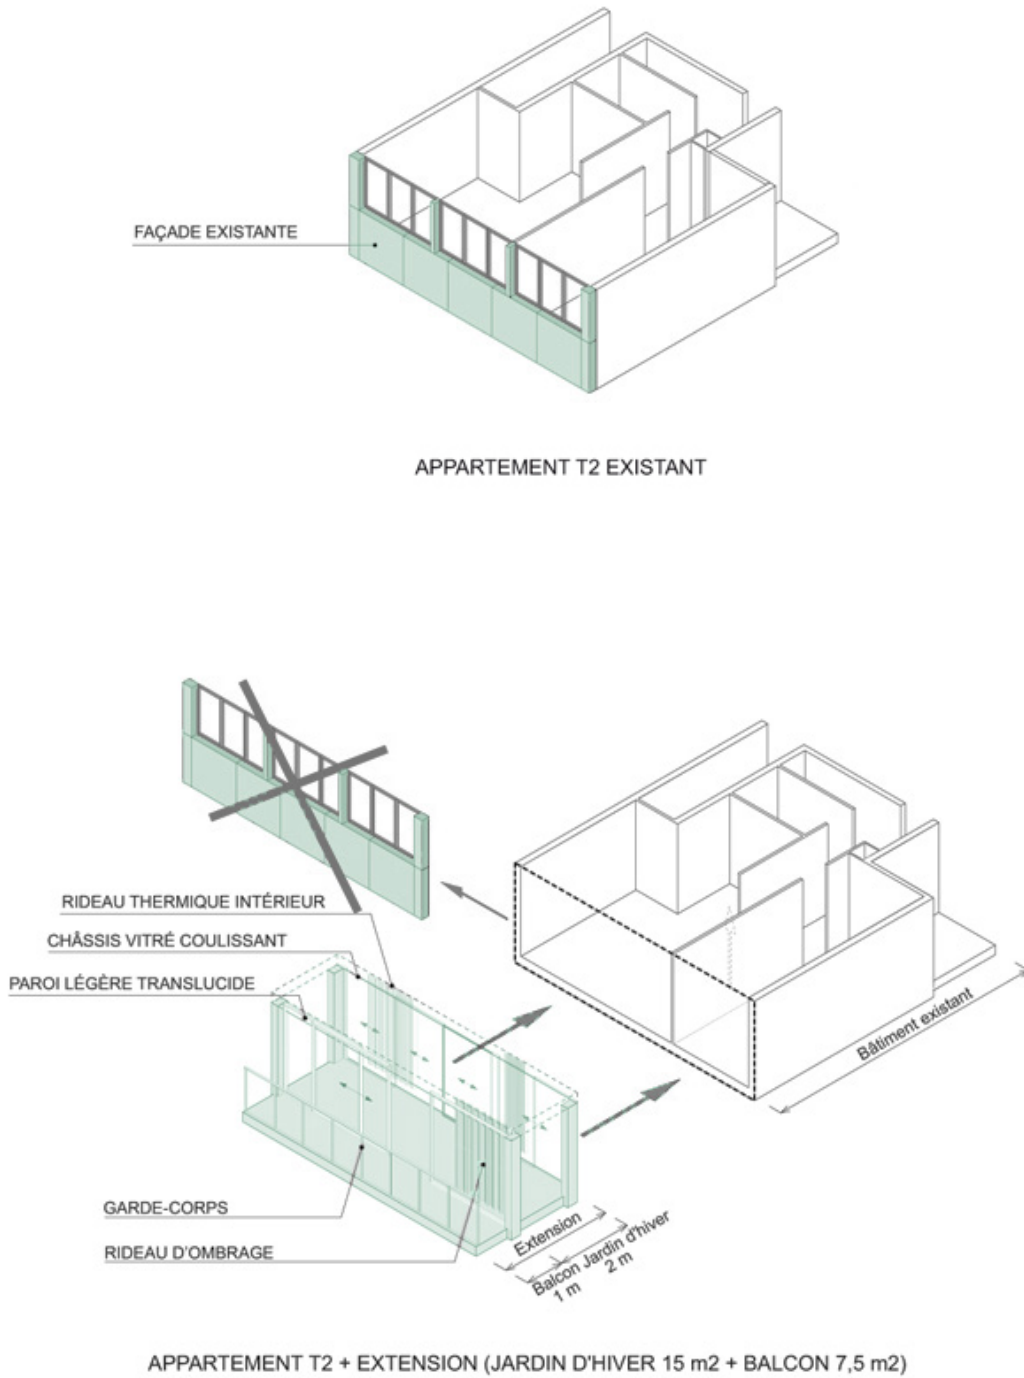 FAÇADE EXISTANTE
APPARTEMENT T2 EXISTANT
RIDEAU THERMIQUE INTÉRIEUR
CHÂSSIS VITRÉ COULISSANT
PAROI LÉGÈRE TRANSLUCIDE
Bâtiment existant
GARDE-CORPS
RIDEAU D'OMBRAGE
Extension
Balcon
1 m
Jardin d'hiver
2 m
APPARTEMENT T2 + EXTENSION (JARDIN D'HIVER 15 m2 + BALCON 7,5 m2)